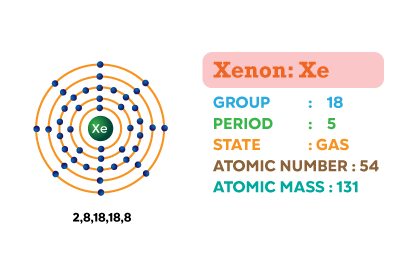 Xenon: Xe
GROUP : 18
PERIOD : 5
STATE : GAS
ATOMIC NUMBER : 54
ATOMIC MASS : 131
Xe
2,8,18,18,8